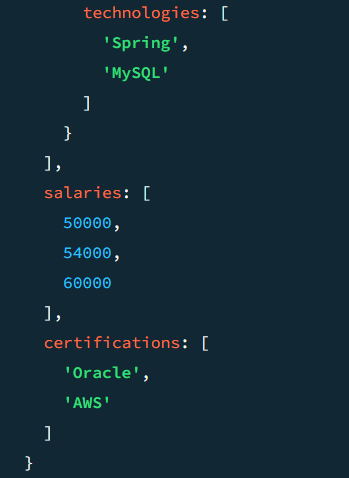 technologies: [
'Spring',
'MySQL'
]
}
],
salaries: [
50000,
54000,
60000
],
certifications: [
'Oracle',
'AWS'
]
}